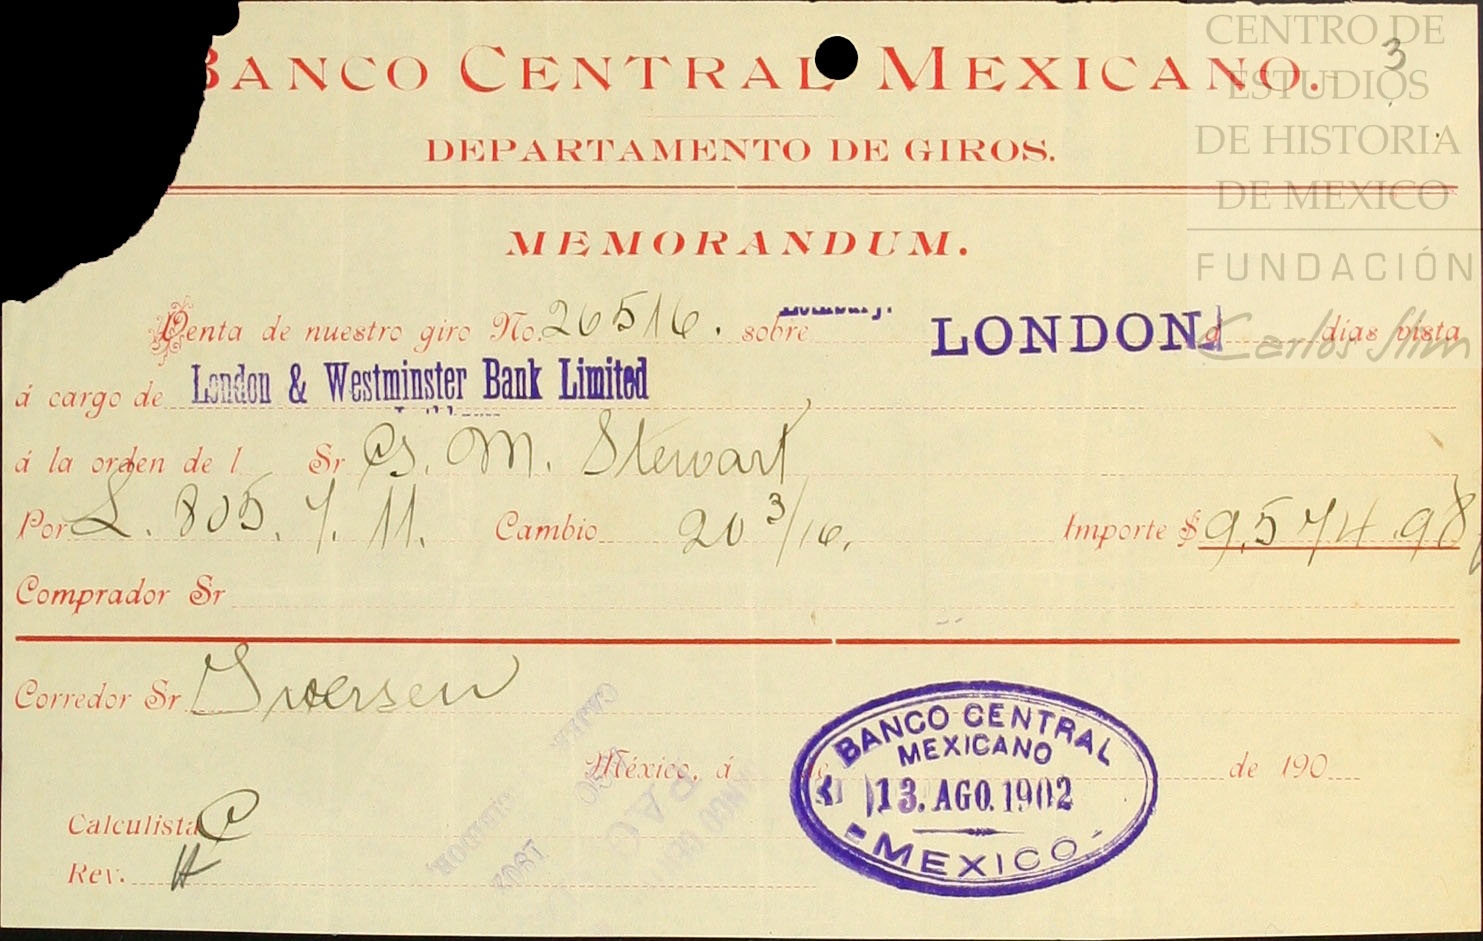 BANCO CENTRAL MEXICANO.
3
DEPARTAMENTO DE GIROS.
CENTRO DE
ESTUDIOS
DE HISTORIA
DE MEXICO
FUNDACIÓN
Carlos Slim
MEMORANDUM.
Venta de nuestro giro No. 26516. sobre LONDON á días vista
á cargo de London & Westminster Bank Limited
á la orden de l Sr M. Stewart
Por £. 805.7.11. Cambio 20 3/16. Importe $ 9,574.98
Comprador Sr
Corredor Sr Iversen
México, á de de 190
BANCO CENTRAL
MEXICANO
13. AGO. 1902
MEXICO
Calculista
Rev.